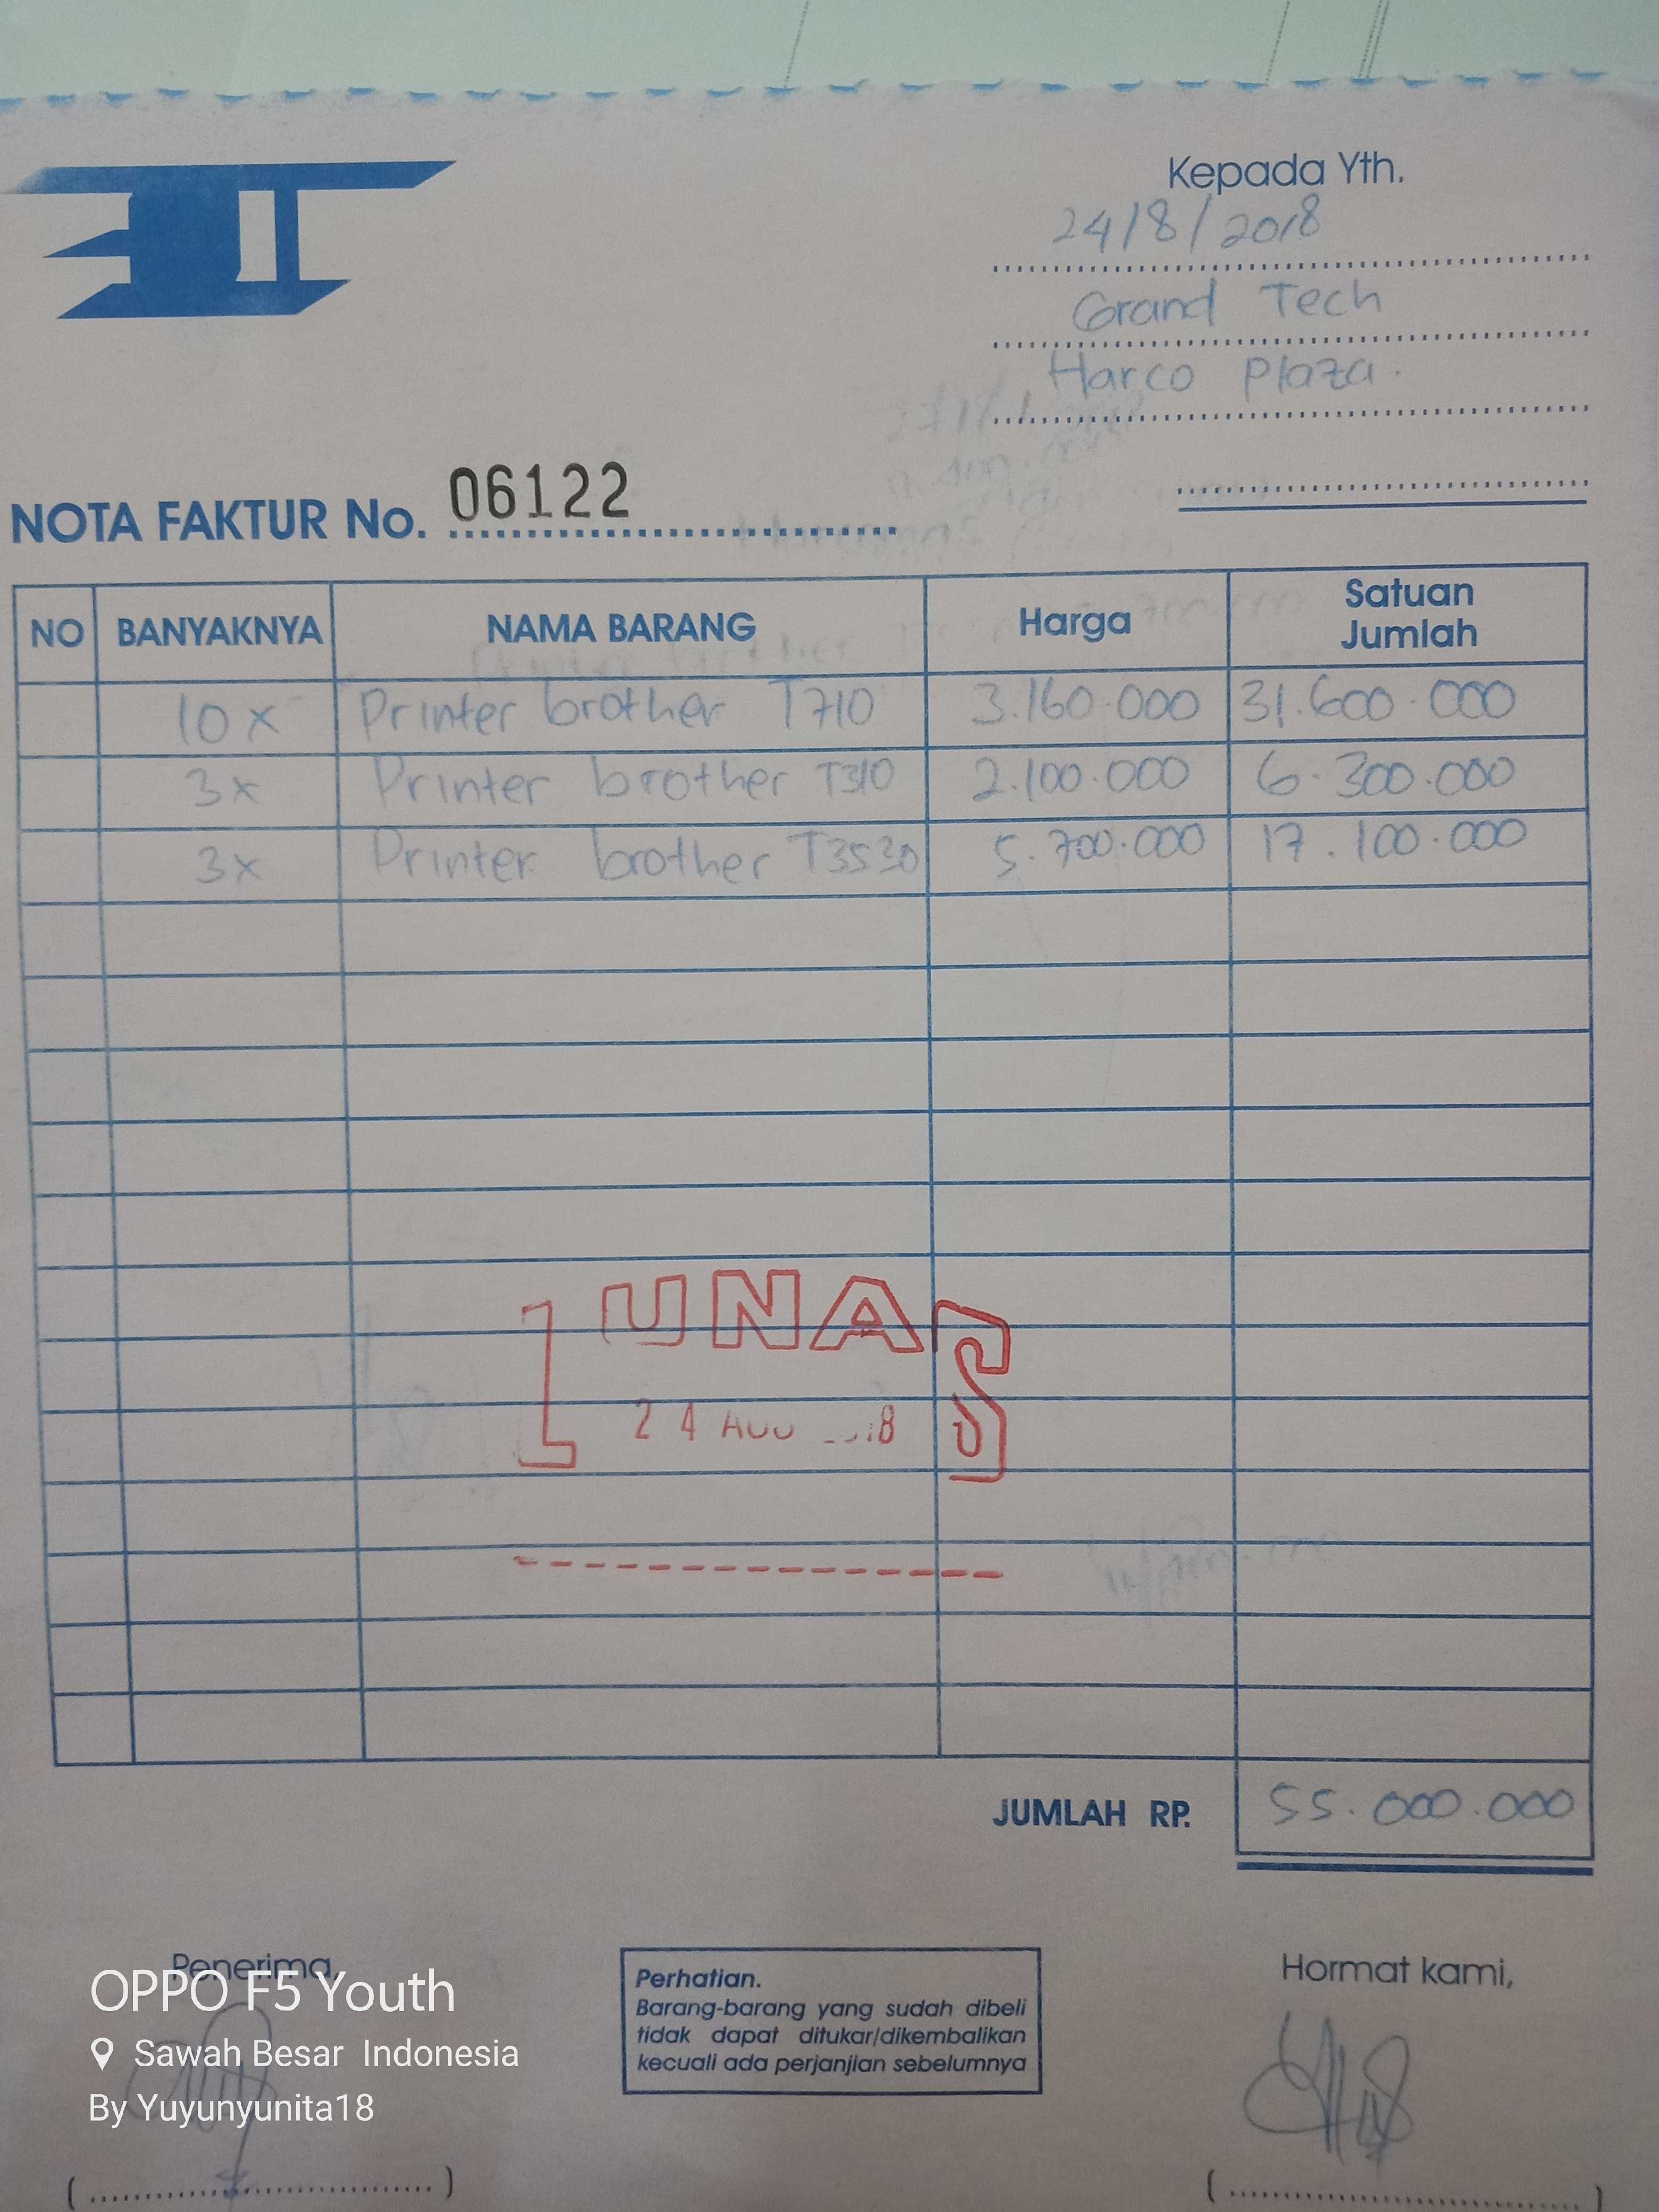 Kepada Yth.
24/8/2018
Grand Tech
Harco Plaza.
NOTA FAKTUR No. 06122
NO BANYAKNYA NAMA BARANG Harga Satuan Jumlah
10 x Printer brother T710 3.160.000 31.600.000
3x Printer brother T310 2.100.000 6.300.000
3x Printer brother T3530 5.700.000 17.100.000
LUNAS
24
JUMLAH RP. 55.000.000
Penerima,
Hormat kami,
Perhatian.
Barang-barang yang sudah dibeli
tidak dapat ditukar/dikembalikan
kecuali ada perjanjian sebelumnya
OPPO F5 Youth
Sawah Besar Indonesia
By Yuyunyunita18